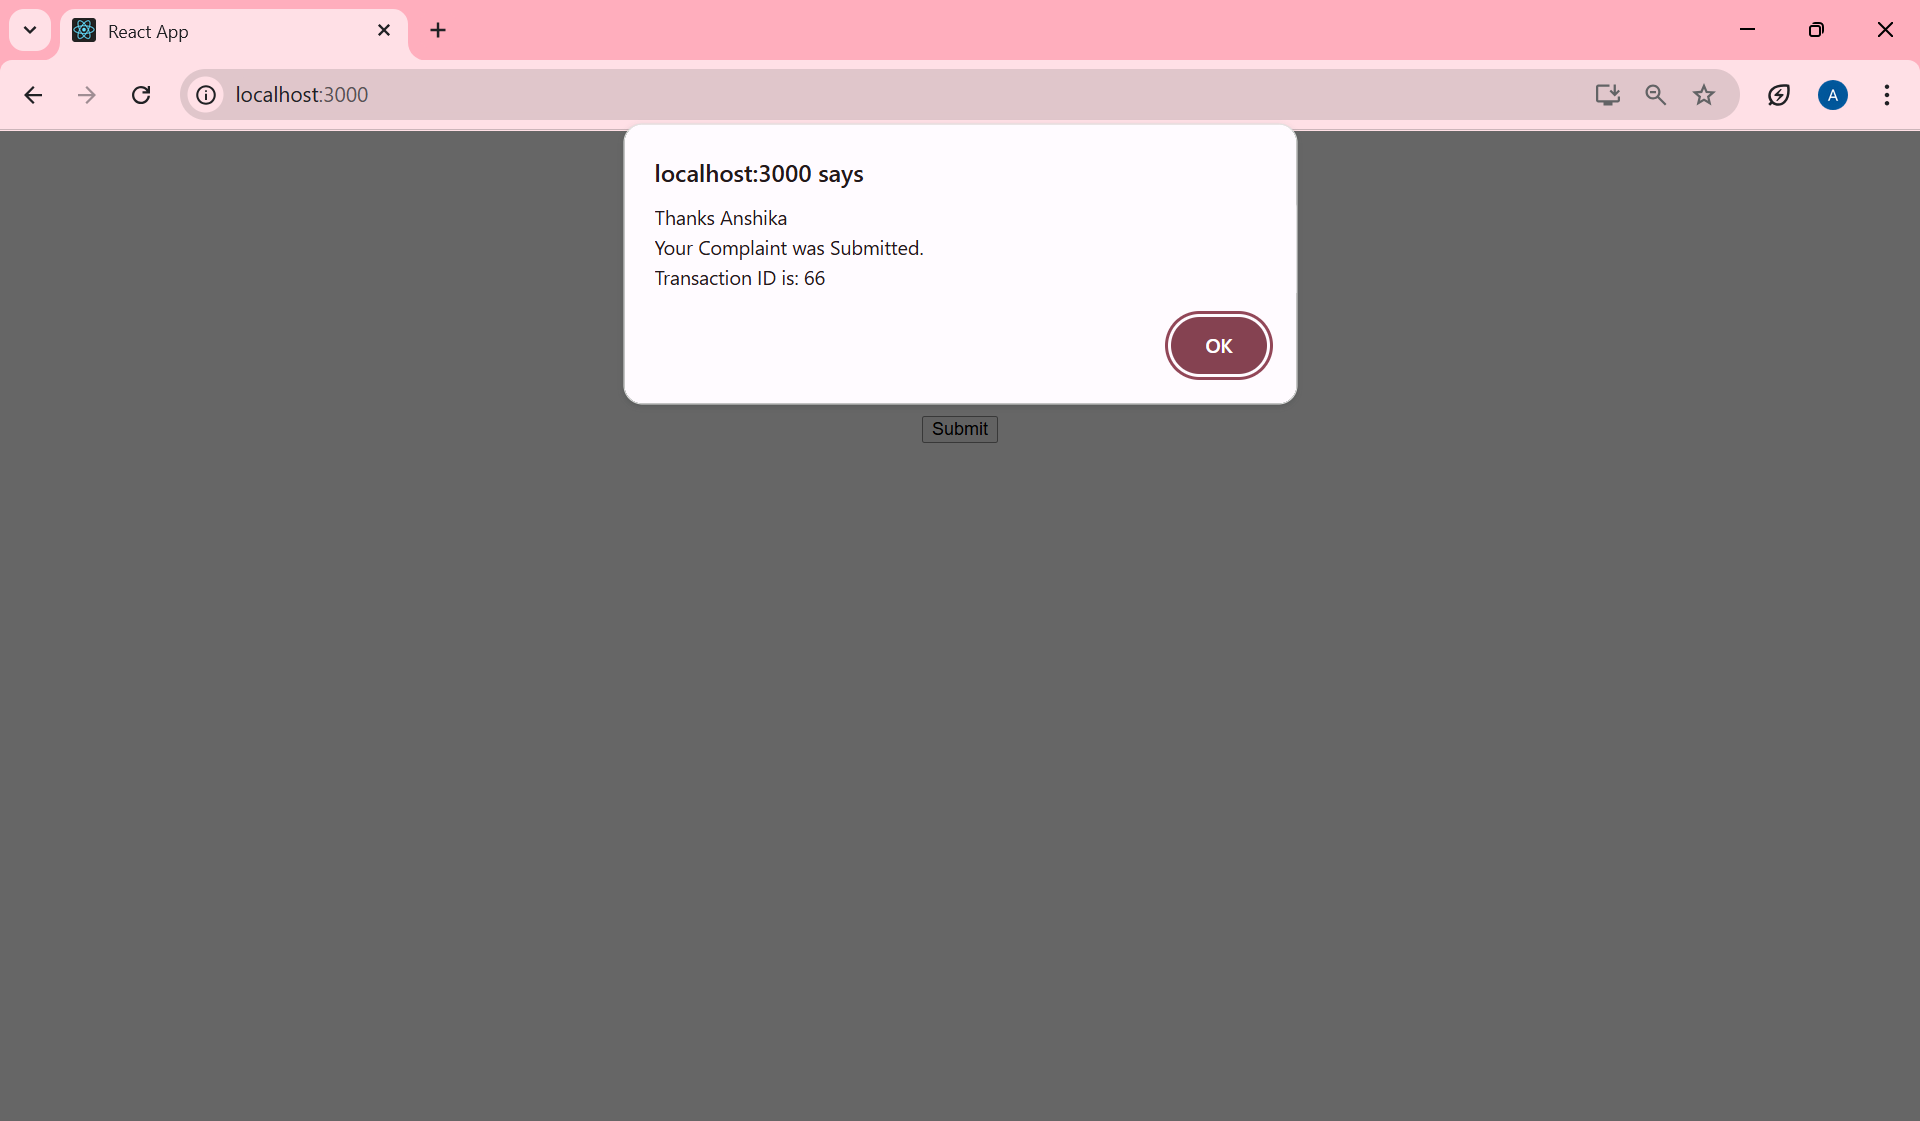 React App
localhost:3000
A
localhost:3000 says
Thanks Anshika
Your Complaint was Submitted.
Transaction ID is: 66
OK
Submit